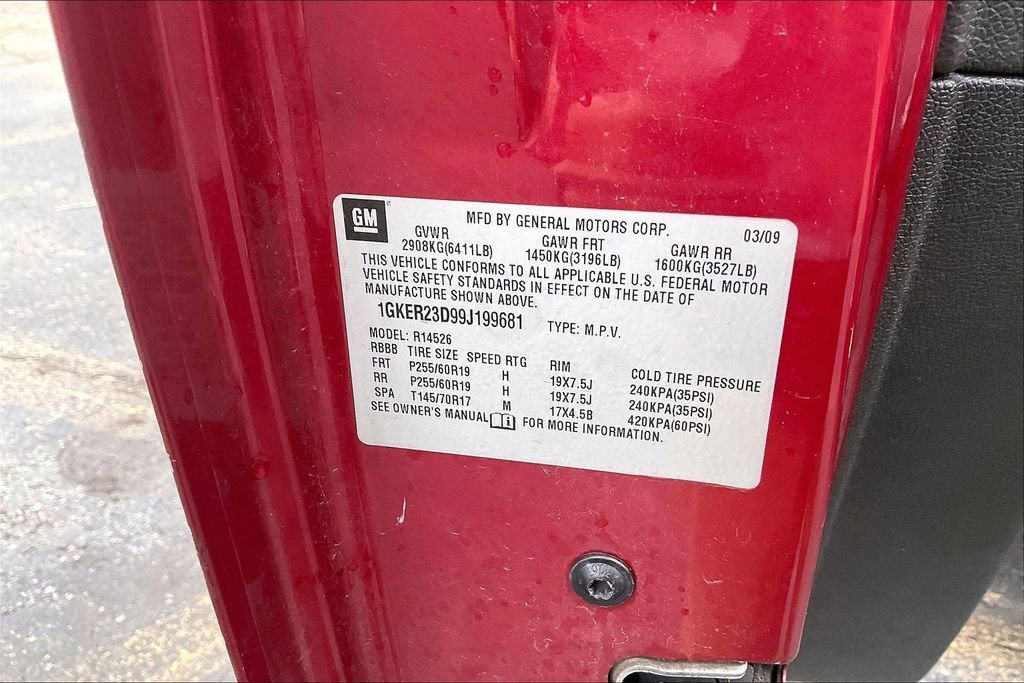 GM
MFD BY GENERAL MOTORS CORP. 03/09
GVWR GAWR FRT GAWR RR
2908KG(6411LB) 1450KG(3196LB) 1600KG(3527LB)
THIS VEHICLE CONFORMS TO ALL APPLICABLE U.S. FEDERAL MOTOR
VEHICLE SAFETY STANDARDS IN EFFECT ON THE DATE OF
MANUFACTURE SHOWN ABOVE.
1GKER23D99J199681 TYPE: M.P.V.
MODEL: R14526
RBBB TIRE SIZE SPEED RTG RIM COLD TIRE PRESSURE
FRT P255/60R19 H 19X7.5J 240KPA(35PSI)
RR P255/60R19 H 19X7.5J 240KPA(35PSI)
SPA T145/70R17 M 17X4.5B 420KPA(60PSI)
SEE OWNER'S MANUAL i FOR MORE INFORMATION.